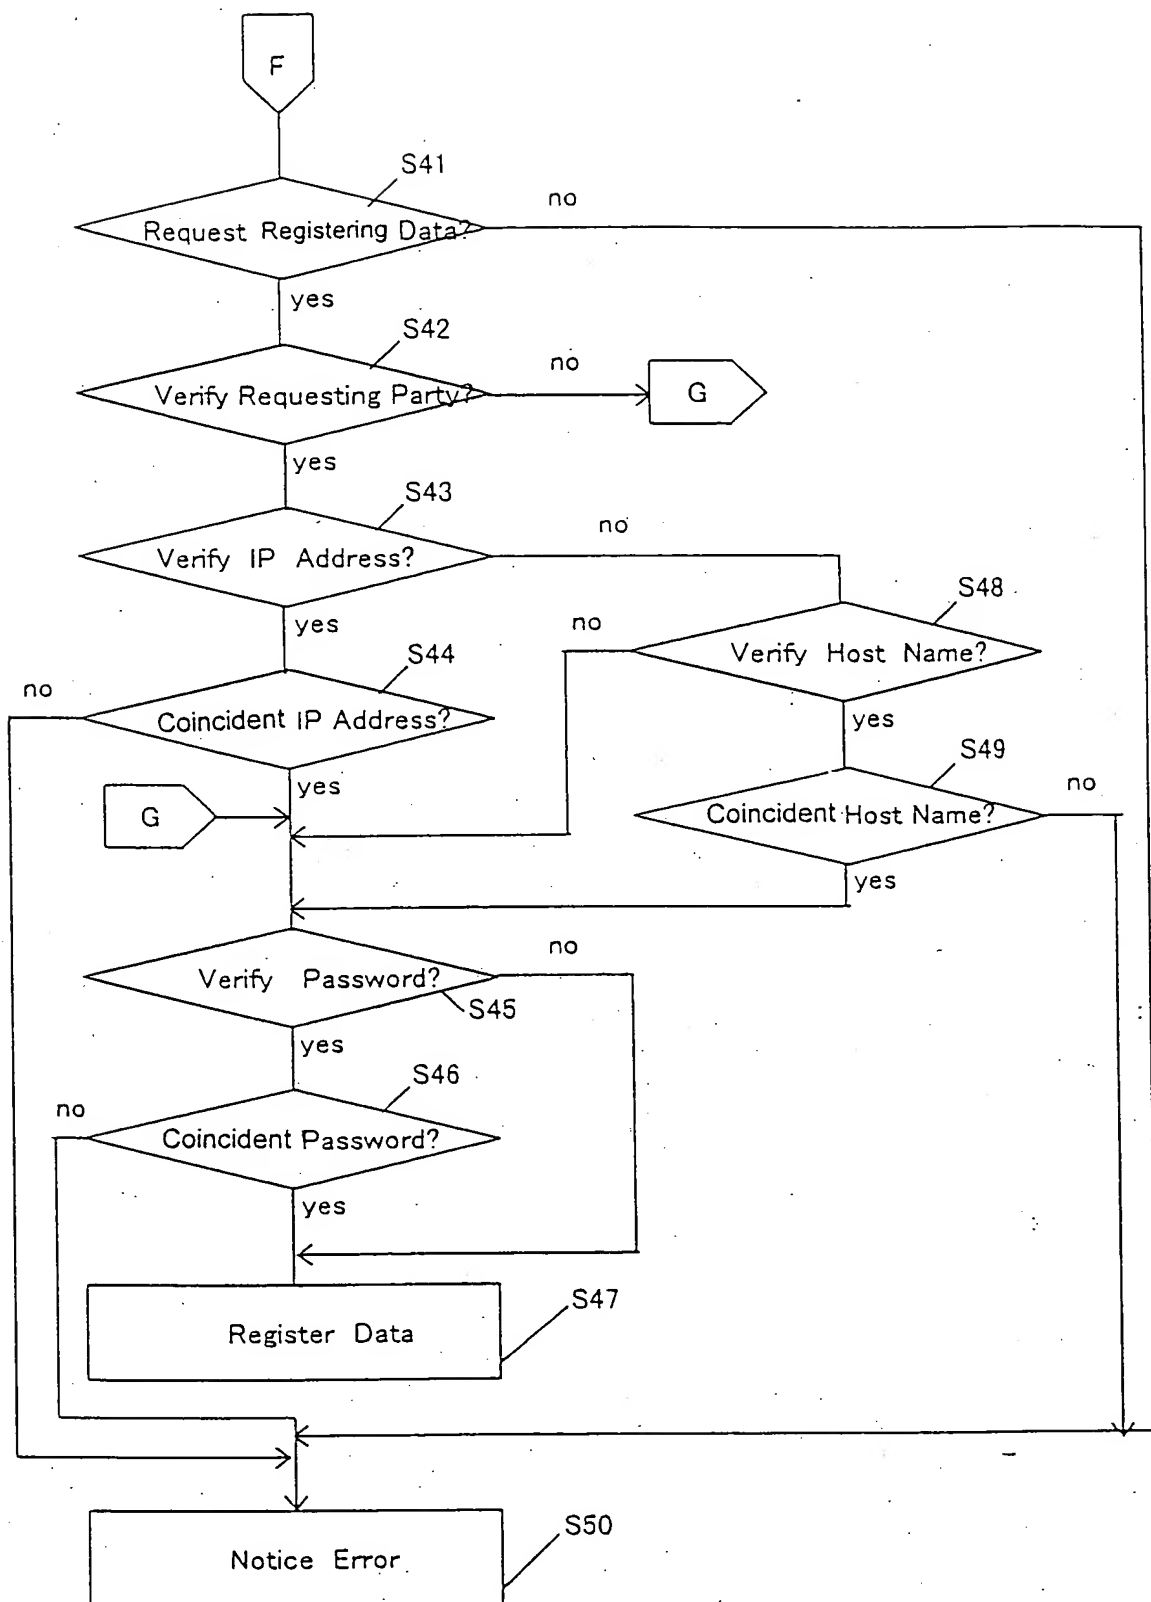 F
S41
no
Request Registering Data?
yes
S42
no
Verify Requesting Party?
G
yes
S43
no
Verify IP Address?
yes
S48
no
Verify Host Name?
S44
no
Coincident IP Address?
yes
S49
yes
no
G
Coincident Host Name?
yes
no
Verify Password?
S45
yes
S46
no
Coincident Password?
yes
S47
Register Data
S50
Notice Error